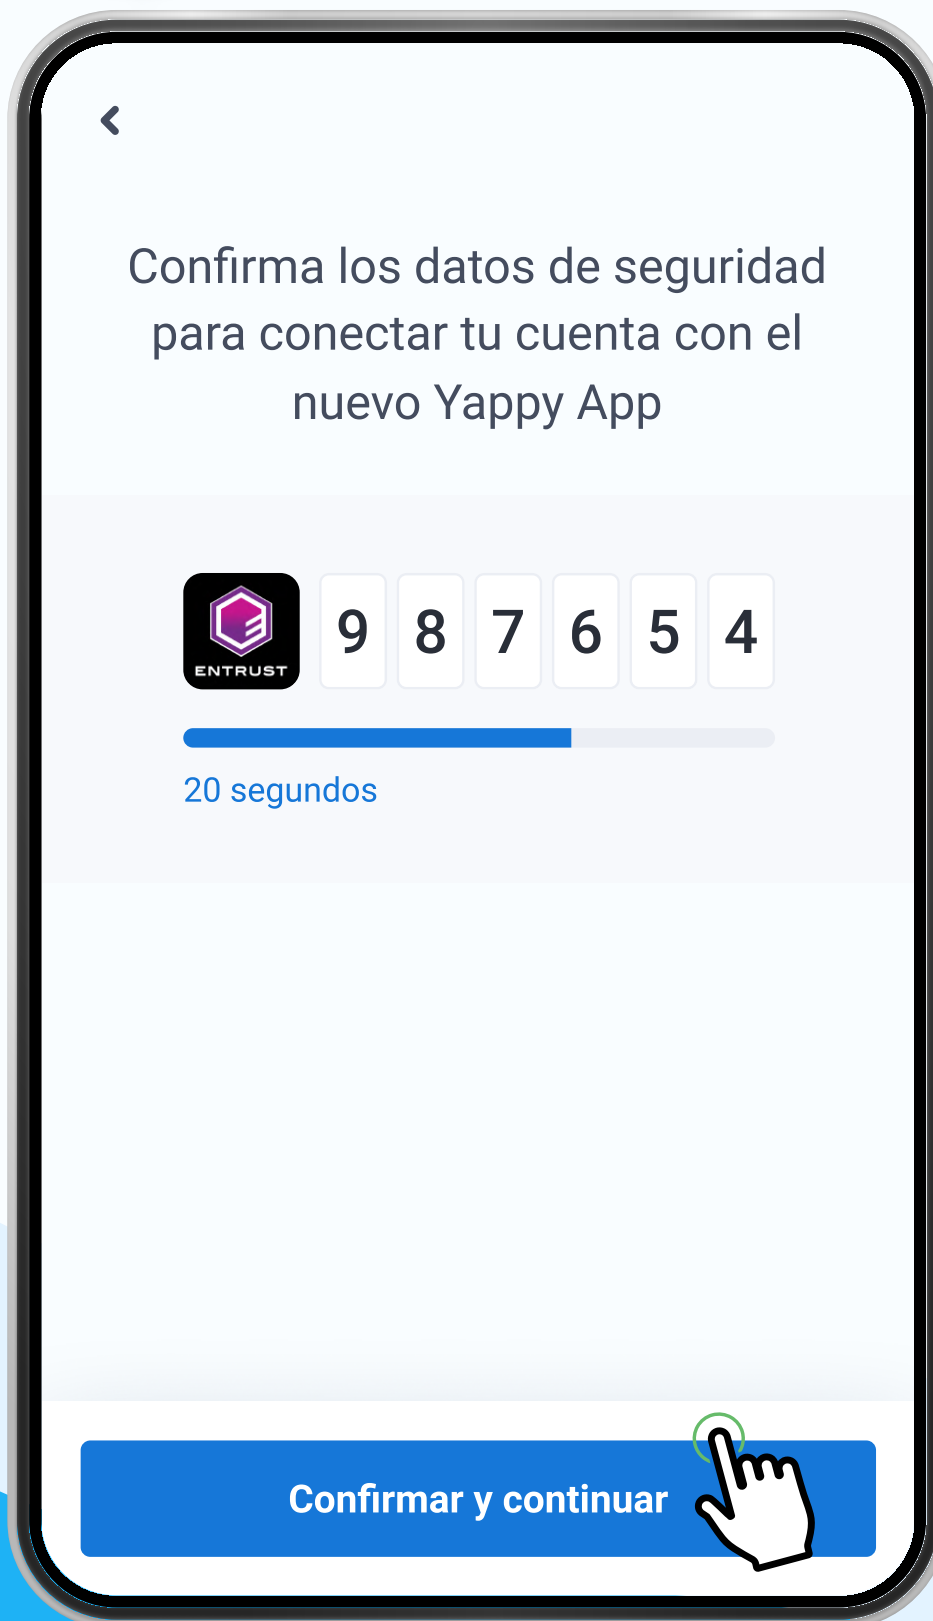 Confirma los datos de seguridad
para conectar tu cuenta con el
nuevo Yappy App
ENTRUST
9 8 7 6 5 4
20 segundos
Confirmar y continuar